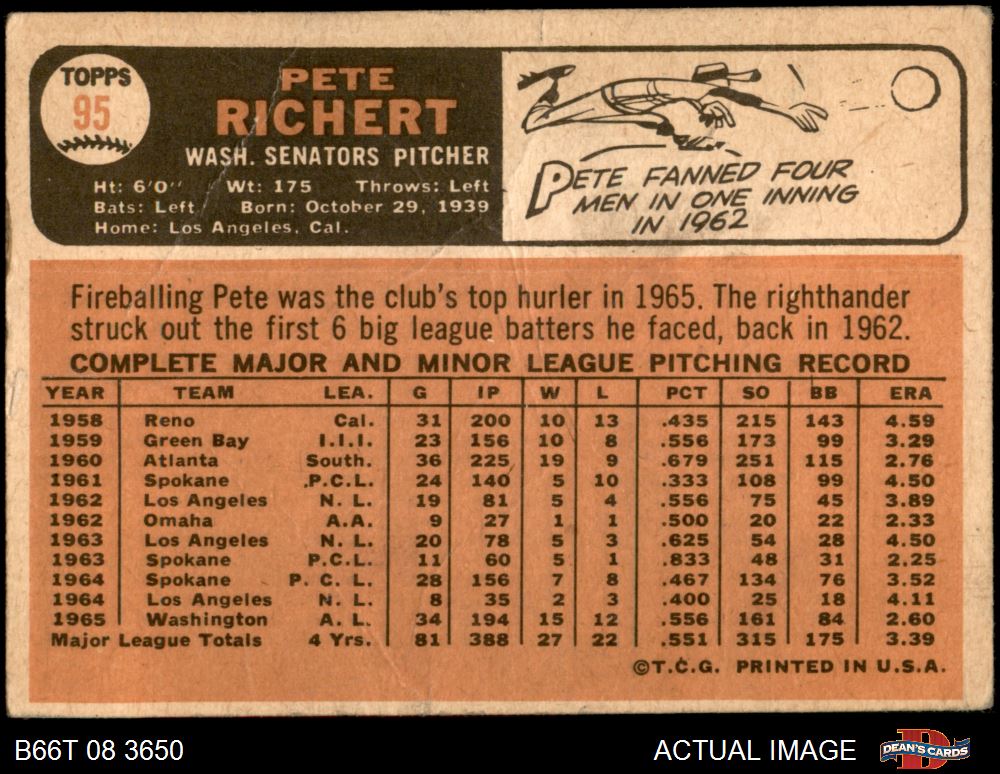 TOPPS
95
PETE
RICHERT
WASH. SENATORS PITCHER
Ht: 6'0" Wt: 175 Throws: Left
Bats: Left Born: October 29, 1939
Home: Los Angeles, Cal.
PETE FANNED FOUR
MEN IN ONE INNING
IN 1962
Fireballing Pete was the club's top hurler in 1965. The righthander
struck out the first 6 big league batters he faced, back in 1962.
COMPLETE MAJOR AND MINOR LEAGUE PITCHING RECORD
YEAR TEAM LEA. G IP W L PCT SO BB ERA
1958 Reno Cal. 31 200 10 13 .435 215 143 4.59
1959 Green Bay I.I.I. 23 156 10 8 .556 173 99 3.29
1960 Atlanta South. 36 225 19 9 .679 251 115 2.76
1961 Spokane P.C.L. 24 140 5 10 .333 108 99 4.50
1962 Los Angeles N. L. 19 81 5 4 .556 75 45 3.89
1962 Omaha A.A. 9 27 1 1 .500 20 22 2.33
1963 Los Angeles N. L. 20 78 5 3 .625 54 28 4.50
1963 Spokane P.C.L. 11 60 5 1 .833 48 31 2.25
1964 Spokane P. C. L. 28 156 7 8 .467 134 76 3.52
1964 Los Angeles N. L. 8 35 2 3 .400 25 18 4.11
1965 Washington A. L. 34 194 15 12 .556 161 84 2.60
Major League Totals 4 Yrs. 81 388 27 22 .551 315 175 3.39
©T.C.G. PRINTED IN U.S.A.
B66T 08 3650 ACTUAL IMAGE DEAN'S CARDS